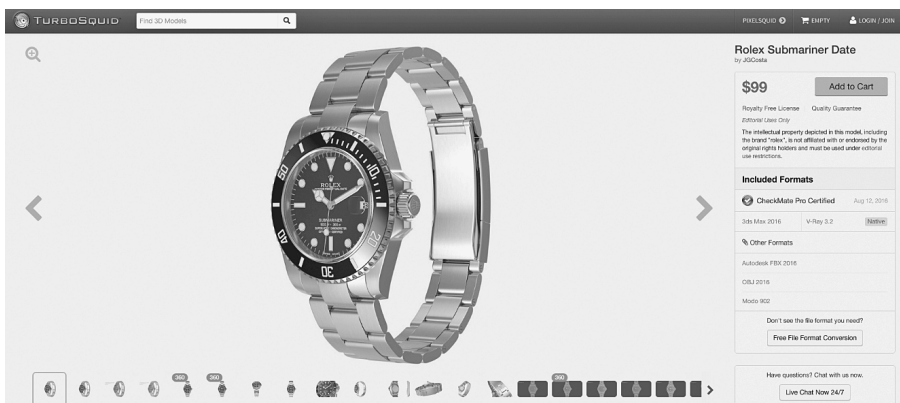 TURBOSQUID
Find 3D Models
PIXELSQUID
EMPTY
LOGIN / JOIN
Rolex Submariner Date
by JGCosta
$99
Add to Cart
Royalty Free License
Quality Guarantee
Editorial Uses Only
The intellectual property depicted in this model, including
the brand "rolex", is not affiliated with or endorsed by the
original rights holders and must be used under editorial
use restrictions.
Included Formats
CheckMate Pro Certified
Aug 12, 2016
3ds Max 2016
V-Ray 3.2
Native
Other Formats
Autodesk FBX 2016
OBJ 2016
Modo 902
Don't see the file format you need?
Free File Format Conversion
Have questions? Chat with us now.
Live Chat Now 24/7
ROLEX
SUBMARINER
10
20
30
40
50
360
360
360